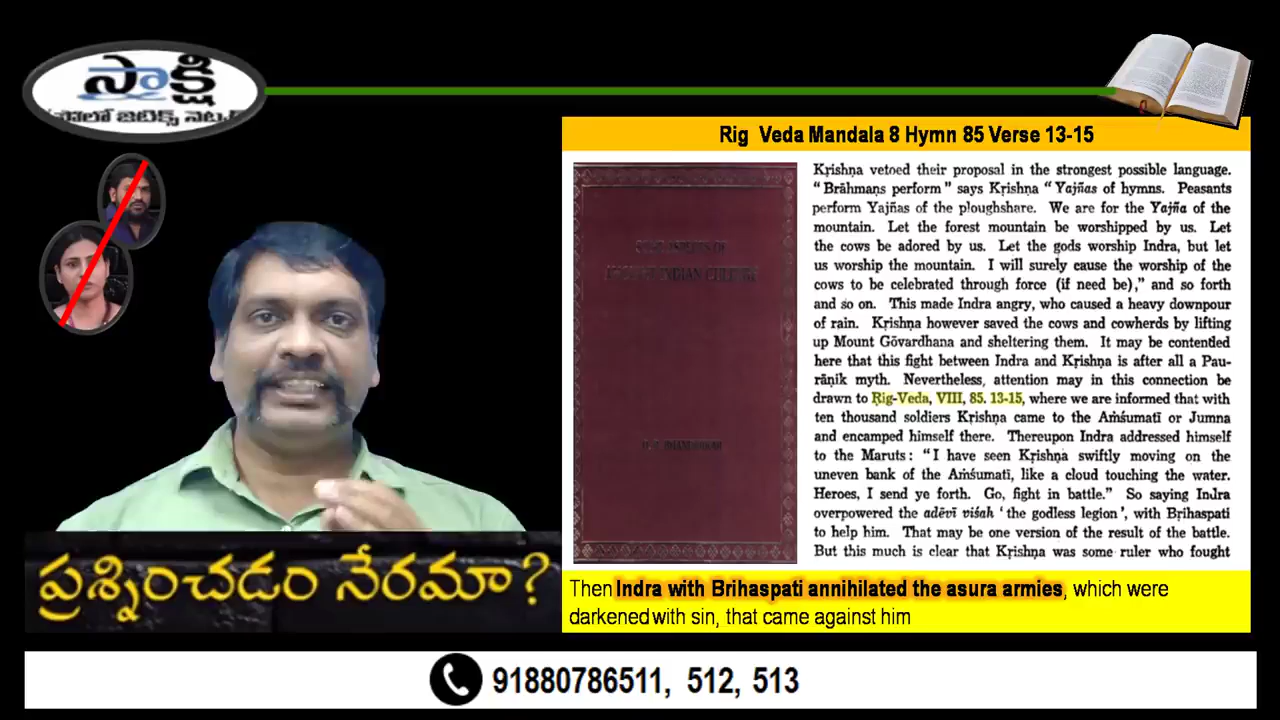 సాక్షి
పోలో జెటిక్స్ నెట్వ
Rig Veda Mandala 8 Hymn 85 Verse 13-15
Kṛishṇa vetoed their proposal in the strongest possible language.
“Brāhmaṇs perform” says Kṛishṇa “Yajñas of hymns. Peasants
perform Yajñas of the ploughshare. We are for the Yajña of the
mountain. Let the forest mountain be worshipped by us. Let
the cows be adored by us. Let the gods worship Indra, but let
us worship the mountain. I will surely cause the worship of the
cows to be celebrated through force (if need be),” and so forth
and so on. This made Indra angry, who caused a heavy downpour
of rain. Kṛishṇa however saved the cows and cowherds by lifting
up Mount Gōvardhana and sheltering them. It may be contended
here that this fight between Indra and Kṛishṇa is after all a Pau-
rāṇik myth. Nevertheless, attention may in this connection be
drawn to Ṛig-Veda, VIII, 85. 13-15, where we are informed that with
ten thousand soldiers Kṛishṇa came to the Aṁśumatī or Jumna
and encamped himself there. Thereupon Indra addressed himself
to the Maruts: “I have seen Kṛishṇa swiftly moving on the
uneven bank of the Aṁśumatī, like a cloud touching the water.
Heroes, I send ye forth. Go, fight in battle.” So saying Indra
overpowered the adēvī viśaḥ ‘the godless legion’, with Bṛihaspati
to help him. That may be one version of the result of the battle.
But this much is clear that Kṛishṇa was some ruler who fought
INDIAN CULTURE
BHANDARKAR
ప్రశ్నించడం నేరమా?
Then Indra with Brihaspati annihilated the asura armies, which were
darkened with sin, that came against him
91880786511, 512, 513